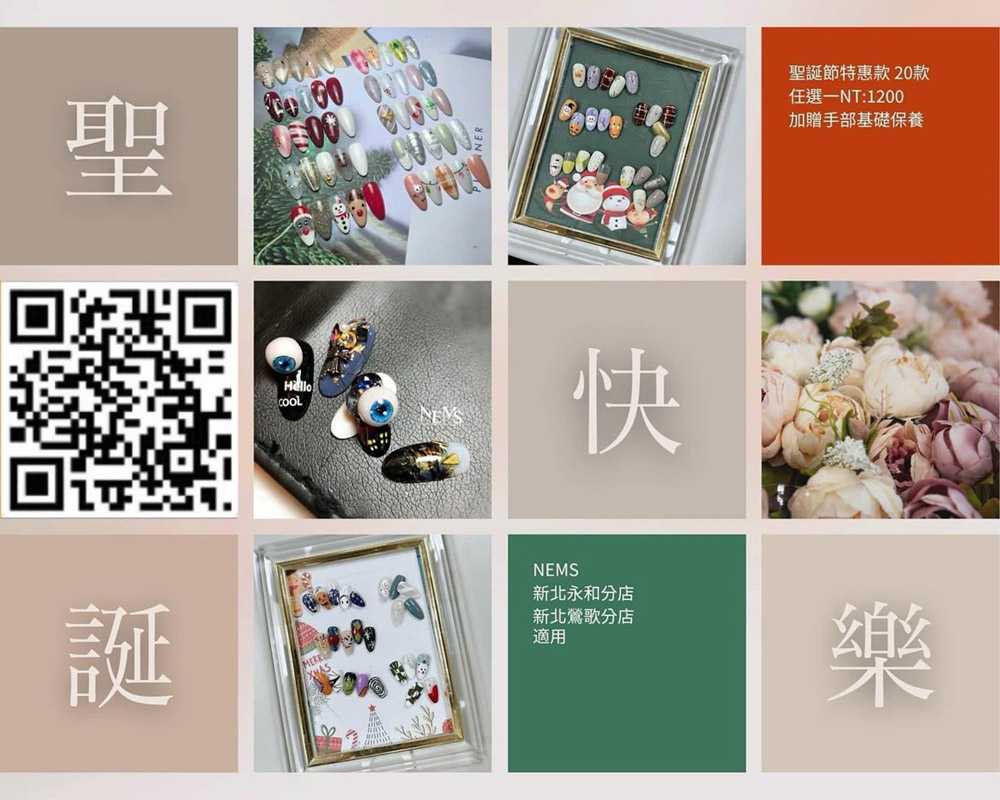 聖
聖誕節特惠款 20款
任選一NT:1200
加贈手部基礎保養
Hello
COOL
NEMS
快
誕
MERRY
XMAS
NEMS
新北永和分店
新北鶯歌分店
適用
樂